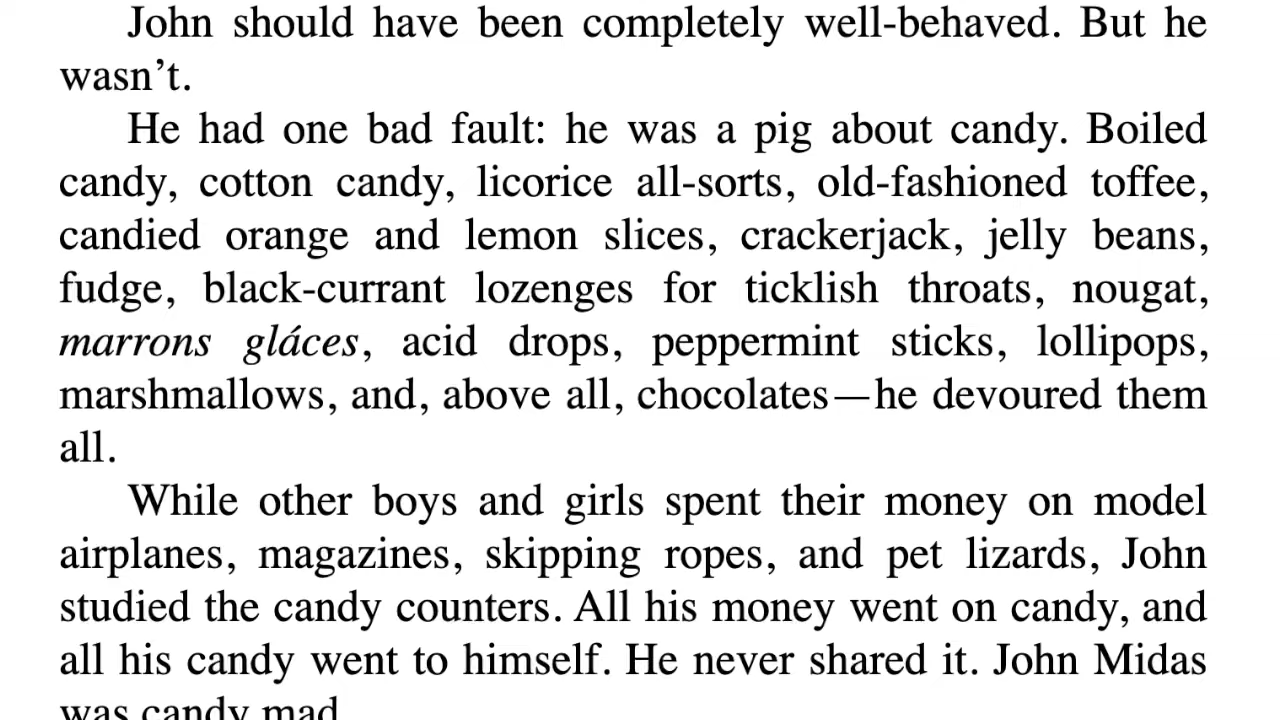 John should have been completely well-behaved. But he
wasn’t.
He had one bad fault: he was a pig about candy. Boiled
candy, cotton candy, licorice all-sorts, old-fashioned toffee,
candied orange and lemon slices, crackerjack, jelly beans,
fudge, black-currant lozenges for ticklish throats, nougat,
marrons gláces, acid drops, peppermint sticks, lollipops,
marshmallows, and, above all, chocolates—he devoured them
all.
While other boys and girls spent their money on model
airplanes, magazines, skipping ropes, and pet lizards, John
studied the candy counters. All his money went on candy, and
all his candy went to himself. He never shared it. John Midas
was candy mad